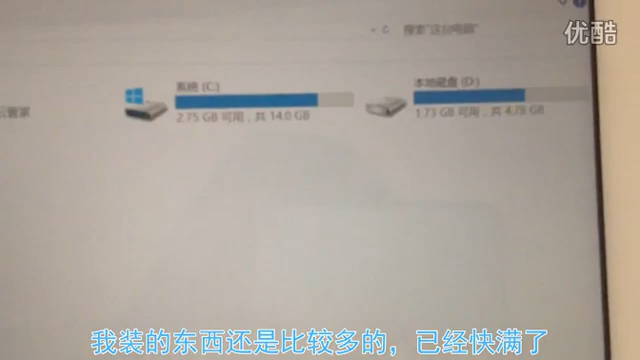 优酷
搜索"这台电脑"
系统 (C:)
2.75 GB 可用，共 14.0 GB
本地磁盘 (D:)
1.73 GB 可用，共 4.78 GB
云管家
我装的东西还是比较多的，已经快满了